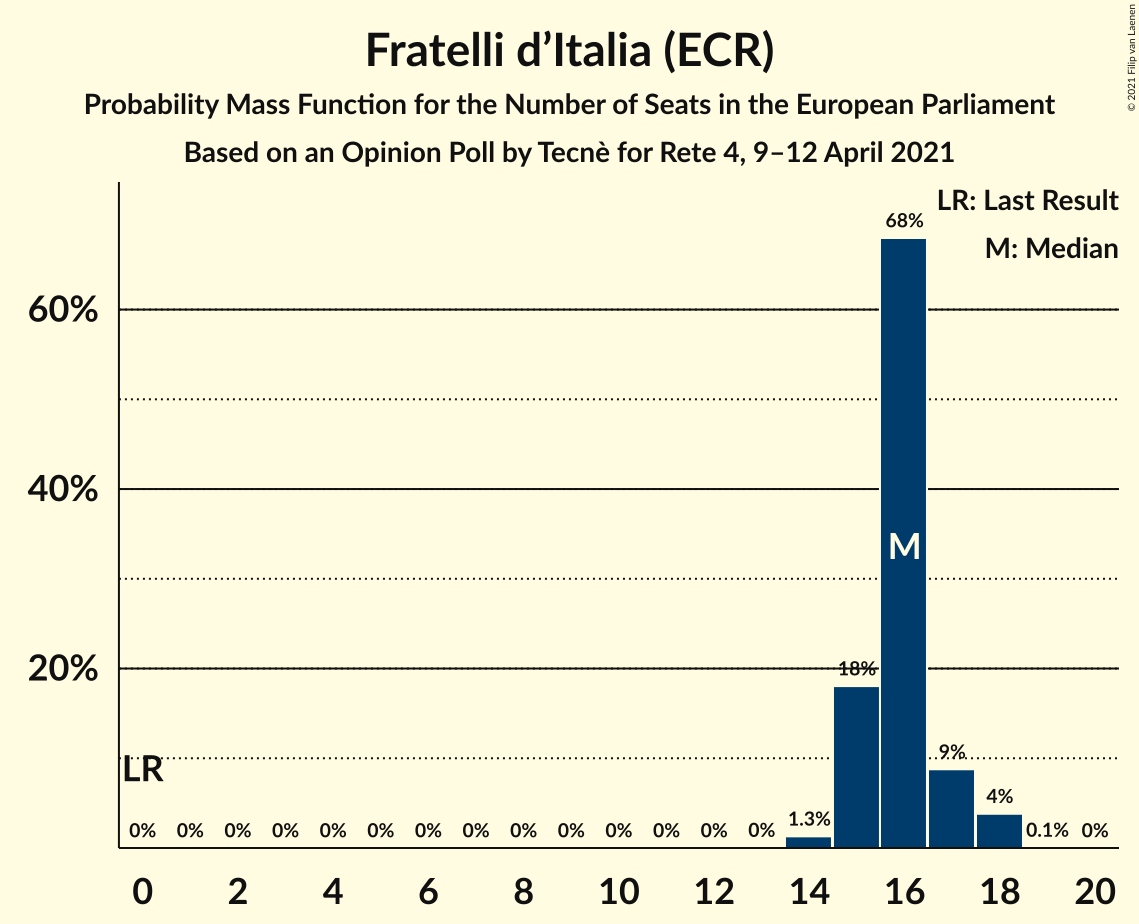 Fratelli d’Italia (ECR)
Probability Mass Function for the Number of Seats in the European Parliament
Based on an Opinion Poll by Tecnè for Rete 4, 9–12 April 2021
© 2021 Filip van Laenen
LR: Last Result
M: Median
68%
60%
40%
M
20%
18%
LR
9%
4%
1.3%
0% 0% 0% 0% 0% 0% 0% 0% 0% 0% 0% 0% 0% 0% 0.1% 0%
0 2 4 6 8 10 12 14 16 18 20